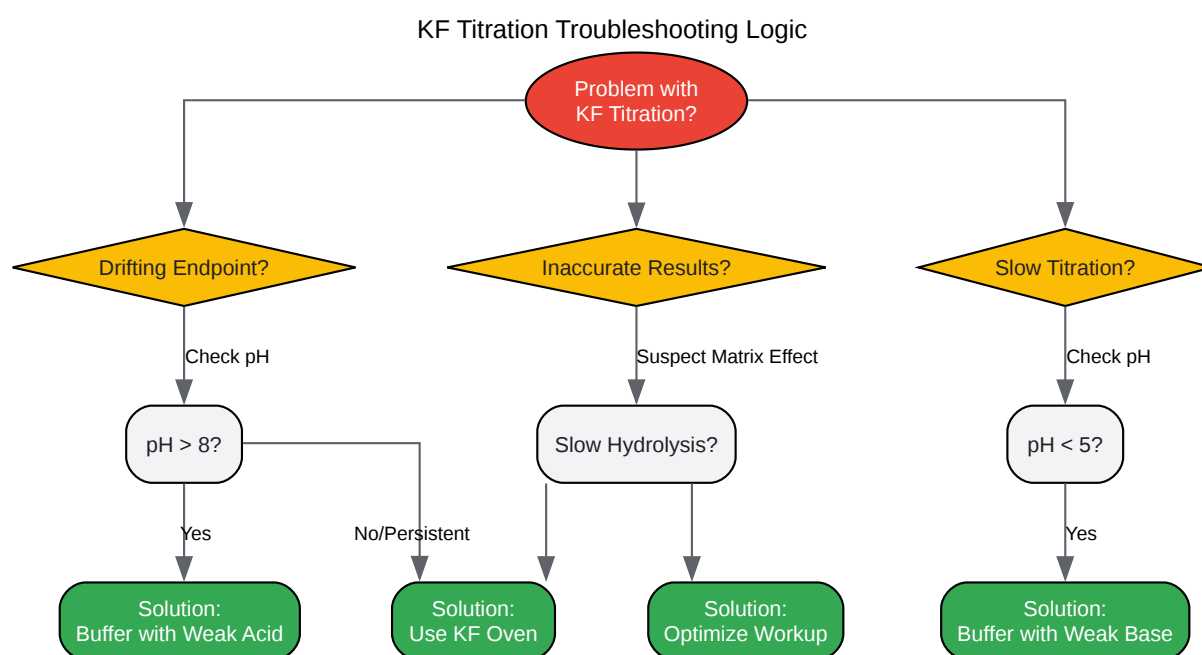 KF Titration Troubleshooting Logic
Problem with
KF Titration?
Drifting Endpoint?
Inaccurate Results?
Slow Titration?
Check pH
Suspect Matrix Effect
Check pH
pH > 8?
Slow Hydrolysis?
pH < 5?
Yes
No/Persistent
Yes
Solution:
Buffer with Weak Acid
Solution:
Use KF Oven
Solution:
Optimize Workup
Solution:
Buffer with Weak Base